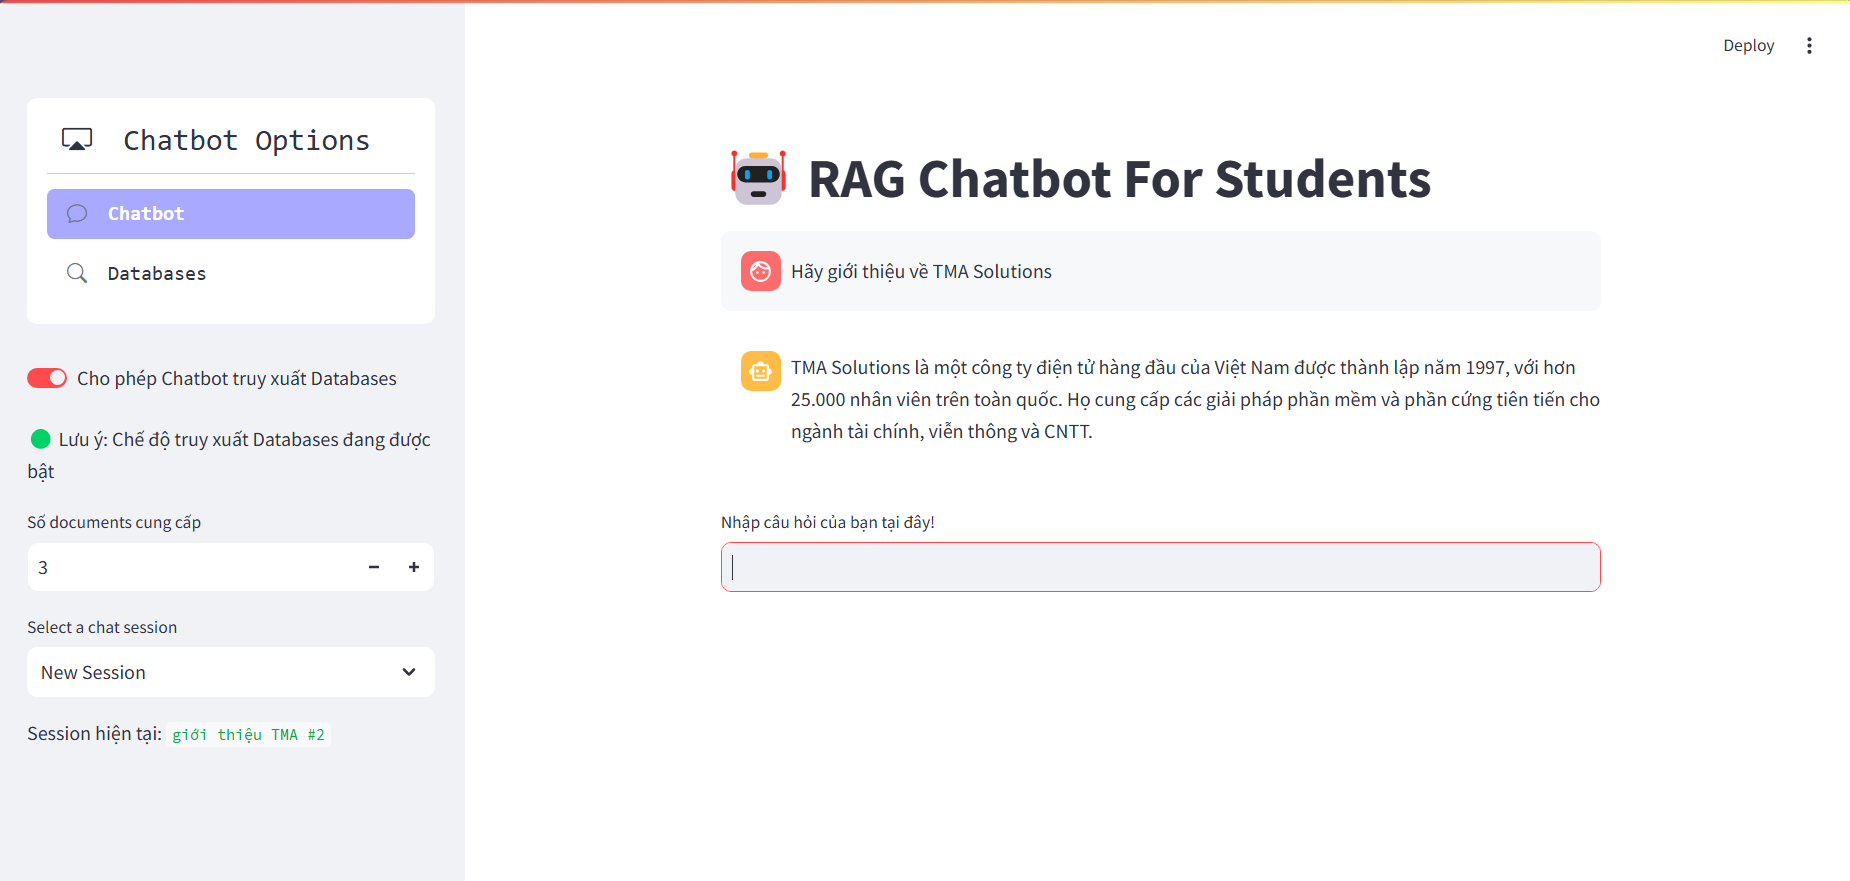 Deploy
Chatbot Options
Chatbot
Databases
Cho phép Chatbot truy xuất Databases
Lưu ý: Chế độ truy xuất Databases đang được
bật
Số documents cung cấp
3
Select a chat session
New Session
Session hiện tại: giới thiệu TMA #2
RAG Chatbot For Students
Hãy giới thiệu về TMA Solutions
TMA Solutions là một công ty điện tử hàng đầu của Việt Nam được thành lập năm 1997, với hơn
25.000 nhân viên trên toàn quốc. Họ cung cấp các giải pháp phần mềm và phần cứng tiên tiến cho
ngành tài chính, viễn thông và CNTT.
Nhập câu hỏi của bạn tại đây!